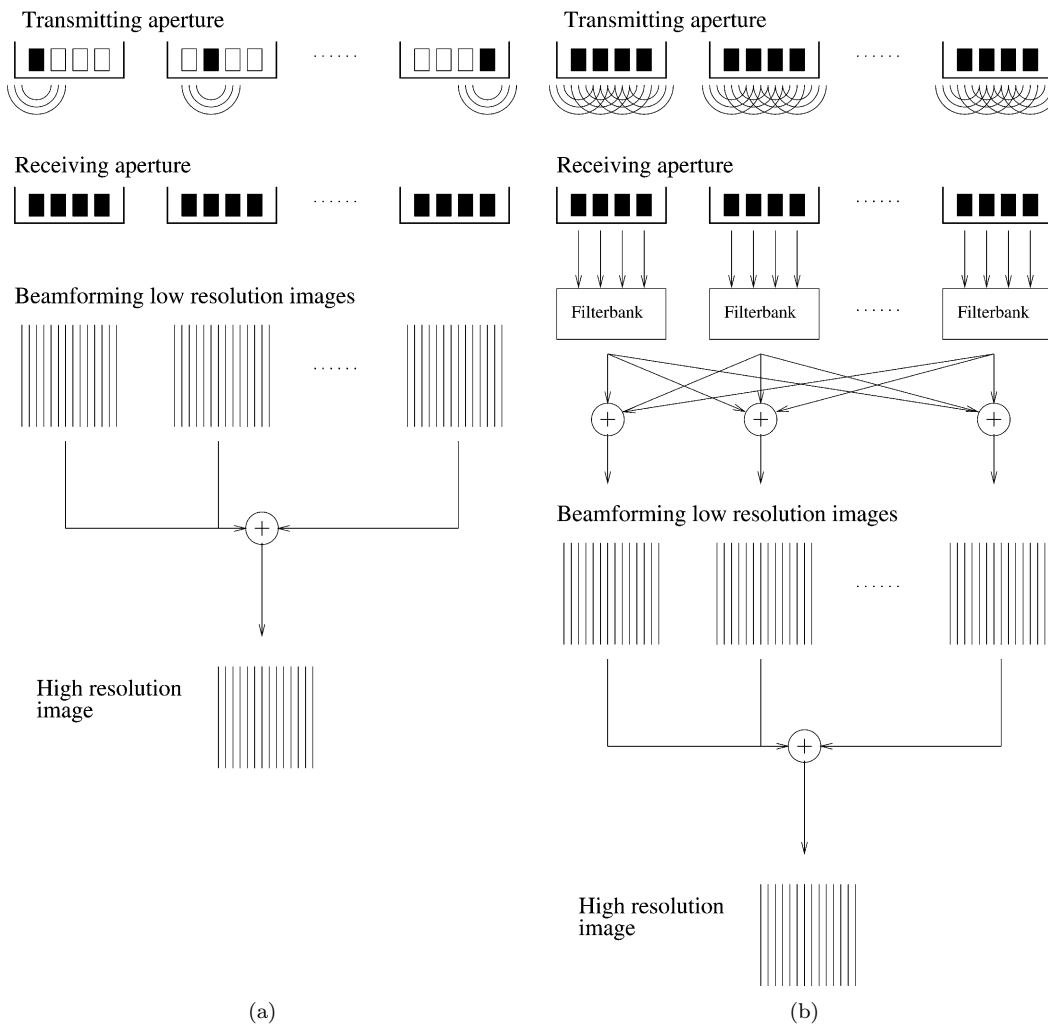 Transmitting aperture
. . . . . .
Receiving aperture
. . . . . .
Beamforming low resolution images
. . . . . .
+
High resolution
image
(a)
Transmitting aperture
. . . . . .
Receiving aperture
. . . . . .
Filterbank
Filterbank
. . . . . .
Filterbank
+
+
+
Beamforming low resolution images
. . . . . .
+
High resolution
image
(b)